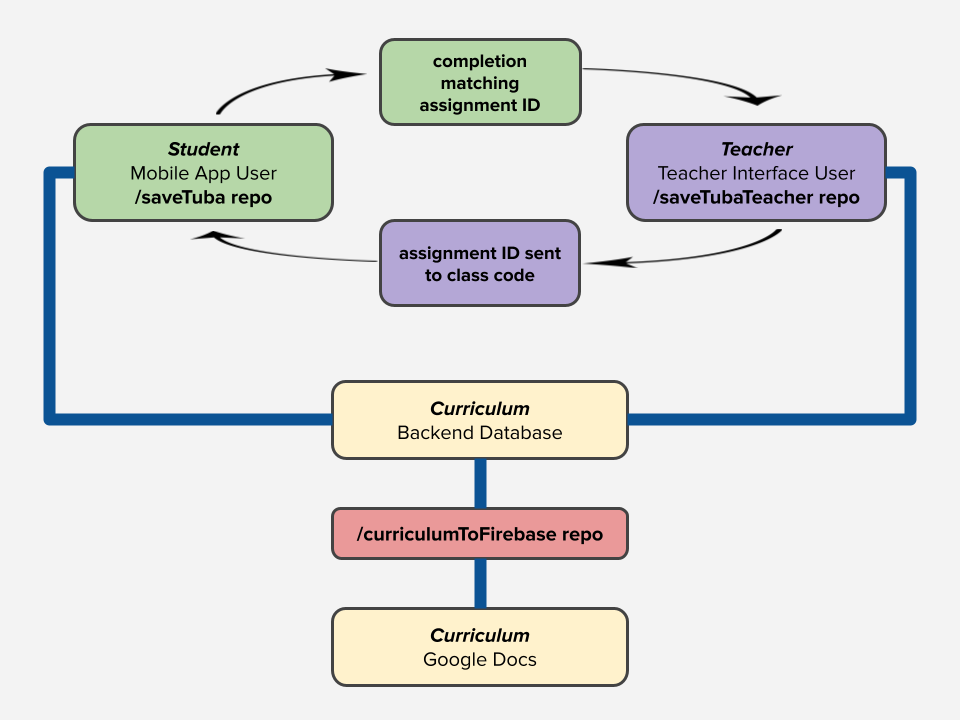 completion
matching
assignment ID
Student
Mobile App User
/saveTuba repo
Teacher
Teacher Interface User
/saveTubaTeacher repo
assignment ID sent
to class code
Curriculum
Backend Database
/curriculumToFirebase repo
Curriculum
Google Docs